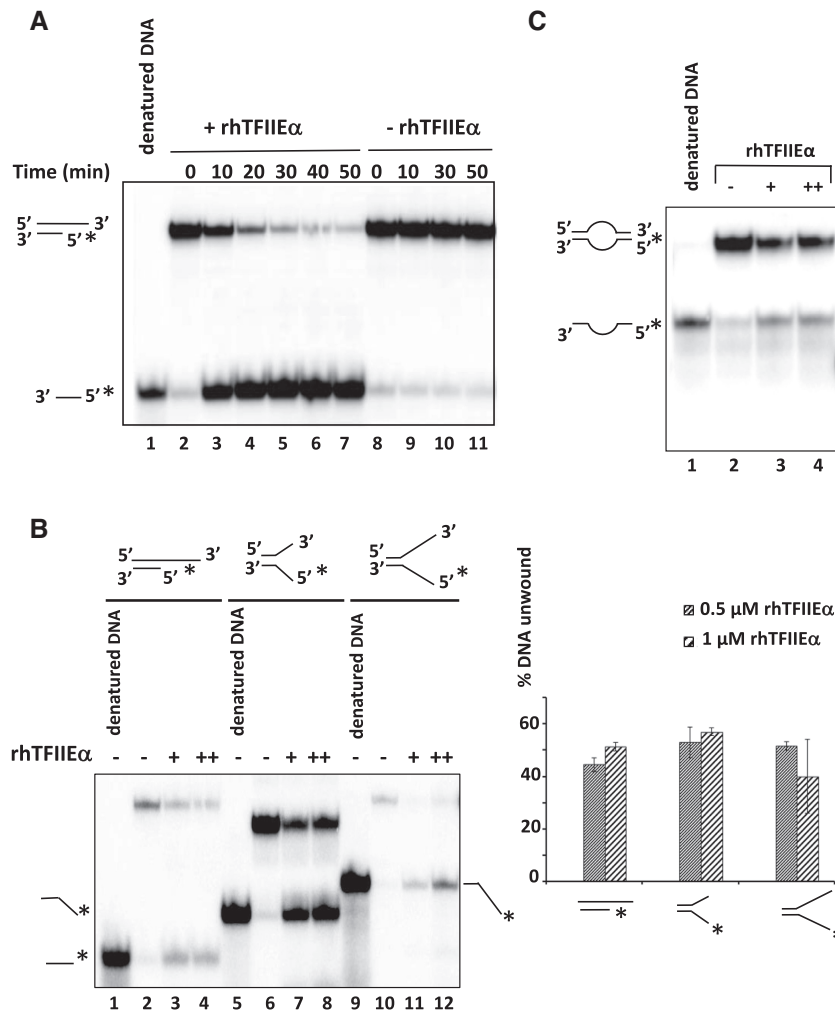 A
denatured DNA
+ rhTFIIEα
- rhTFIIEα
Time (min) 0 10 20 30 40 50 0 10 30 50
5’ 3’
3’ 5’*
3’ 5’*
1 2 3 4 5 6 7 8 9 10 11
C
denatured DNA
rhTFIIEα
- + ++
5’ 3’
3’ 5’*
3’ 5’*
1 2 3 4
B
5’ 3’
3’ 5’*
5’ 3’
3’ 5’*
5’ 3’
3’ 5’*
denatured DNA
denatured DNA
denatured DNA
rhTFIIEα - - + ++ - - + ++ - - + ++
*
*
*
1 2 3 4 5 6 7 8 9 10 11 12
% DNA unwound
0.5 µM rhTFIIEα
1 µM rhTFIIEα
60
40
20
0
*
*
*